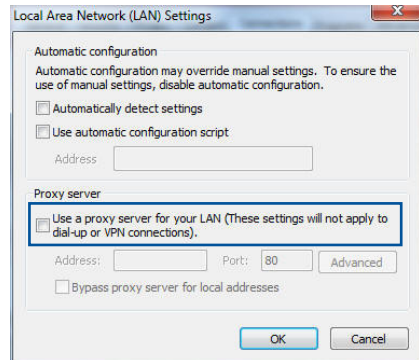 Local Area Network (LAN) Settings
Automatic configuration
Automatic configuration may override manual settings. To ensure the
use of manual settings, disable automatic configuration.
Automatically detect settings
Use automatic configuration script
Address
Proxy server
Use a proxy server for your LAN (These settings will not apply to
dial-up or VPN connections).
Address:
Port:
80
Advanced
Bypass proxy server for local addresses
OK
Cancel